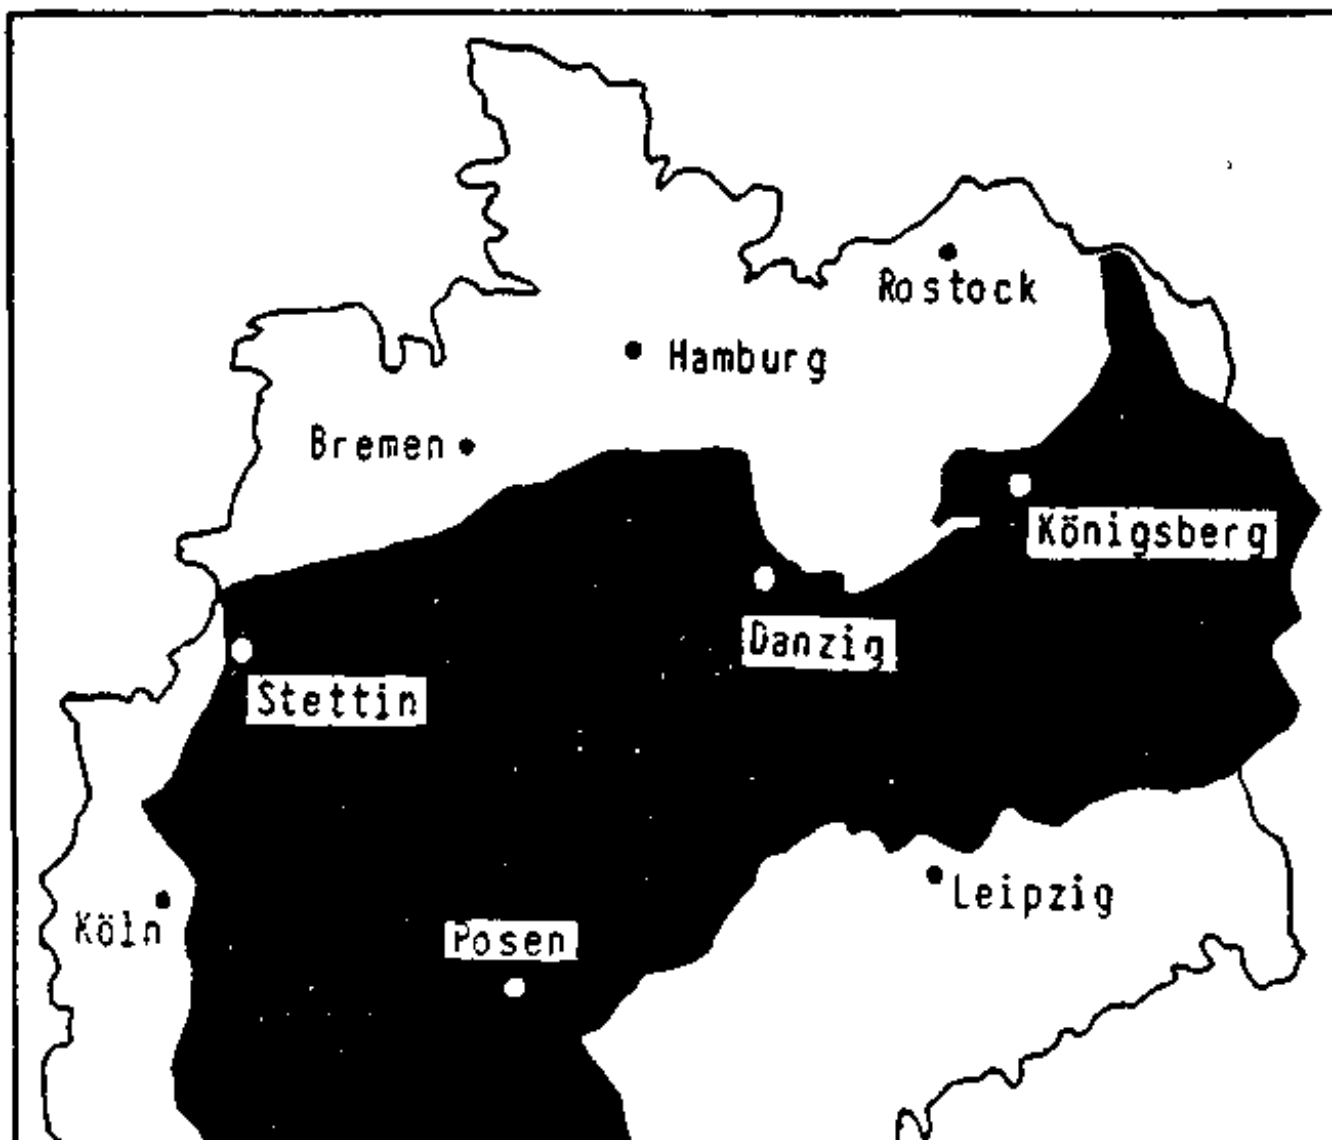 Rostock
Hamburg
Bremen
Königsberg
Danzig
Stettin
Leipzig
Köln
Posen